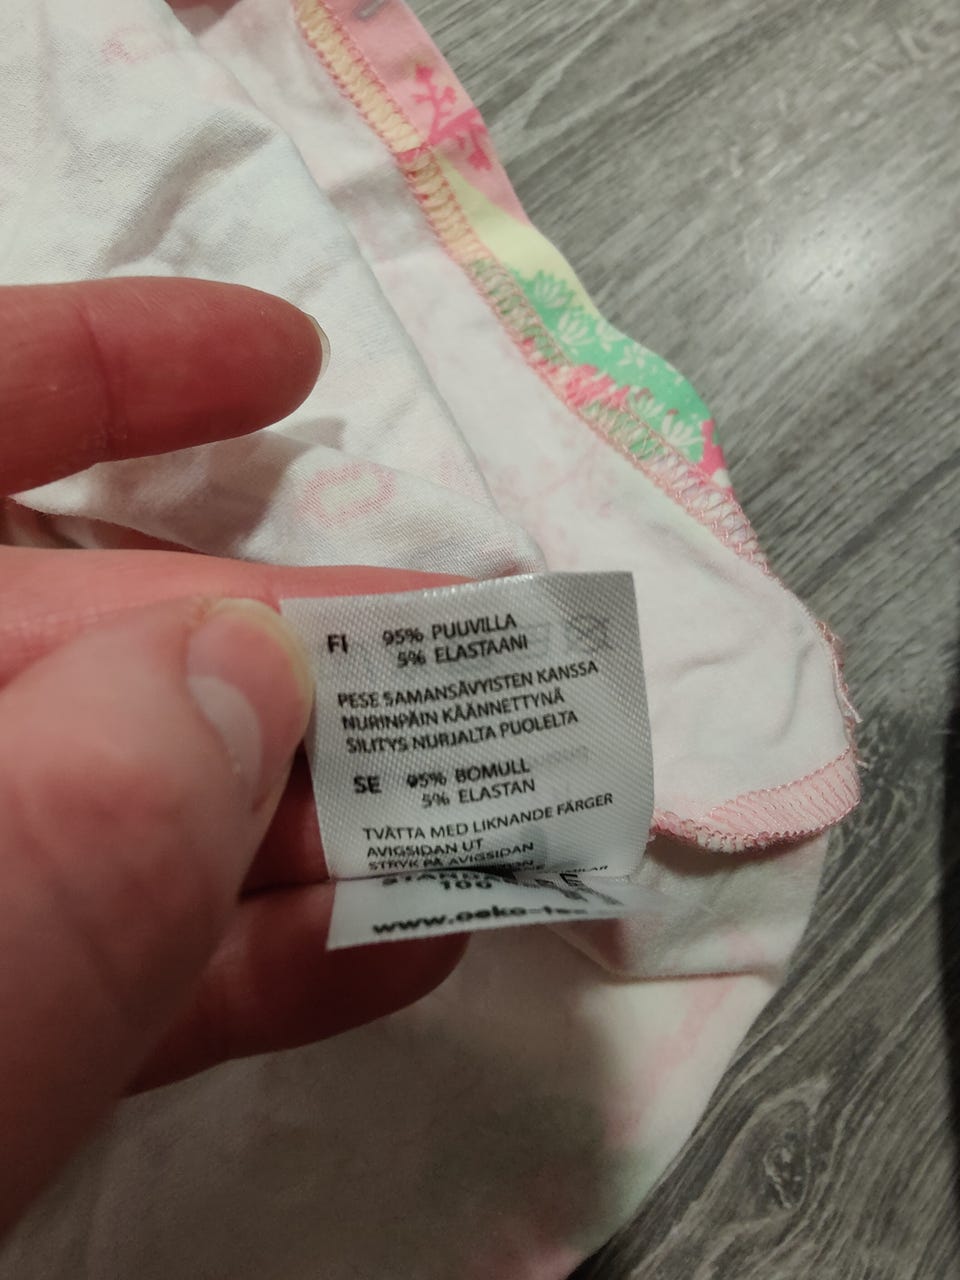 FI 95% PUUVILLA
5% ELASTAANI
PESE SAMANSÄVYISTEN KANSSA
NURINPÄIN KÄÄNNETTYNÄ
SILITYS NURJALTA PUOLELTA
SE 95% BOMULL
5% ELASTAN
TVÄTTA MED LIKNANDE FÄRGER
AVIGSIDAN UT
STRYK PÅ AVIGSIDAN
100
www.oeko-te